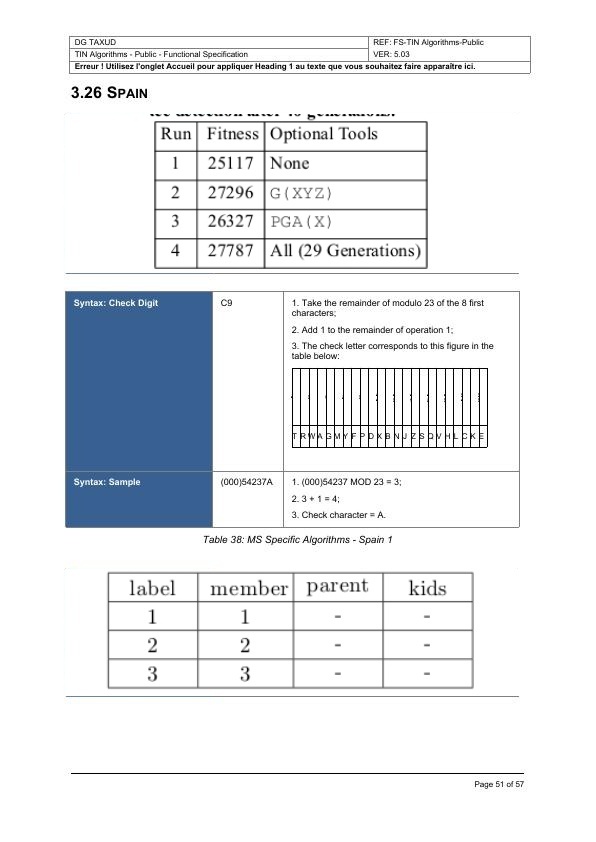 DG TAXUD REF: FS-TIN Algorithms-Public
TIN Algorithms - Public - Functional Specification VER: 5.03
Erreur ! Utilisez l'onglet Accueil pour appliquer Heading 1 au texte que vous souhaitez faire apparaître ici.
3.26 SPAIN
Run Fitness Optional Tools
1 25117 None
2 27296 G(XYZ)
3 26327 PGA(X)
4 27787 All (29 Generations)
Syntax: Check Digit C9 1. Take the remainder of modulo 23 of the 8 first
characters;
2. Add 1 to the remainder of operation 1;
3. The check letter corresponds to this figure in the
table below:
T R W A G M Y F P D X B N J Z S Q V H L C K E
Syntax: Sample (000)54237A 1. (000)54237 MOD 23 = 3;
2. 3 + 1 = 4;
3. Check character = A.
Table 38: MS Specific Algorithms - Spain 1
label member parent kids
1 1 - -
2 2 - -
3 3 - -
Page 51 of 57